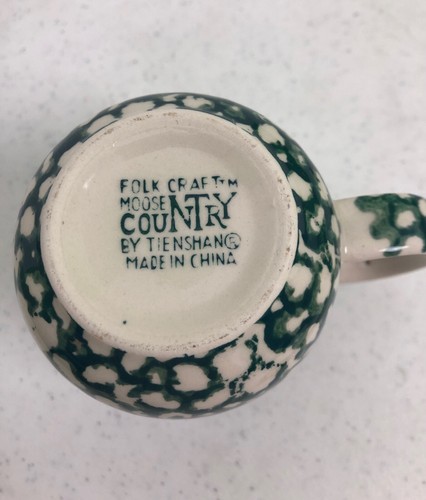 FOLK CRAFT™
MOOSE
COUNTRY
BY TIENSHAN®
MADE IN CHINA